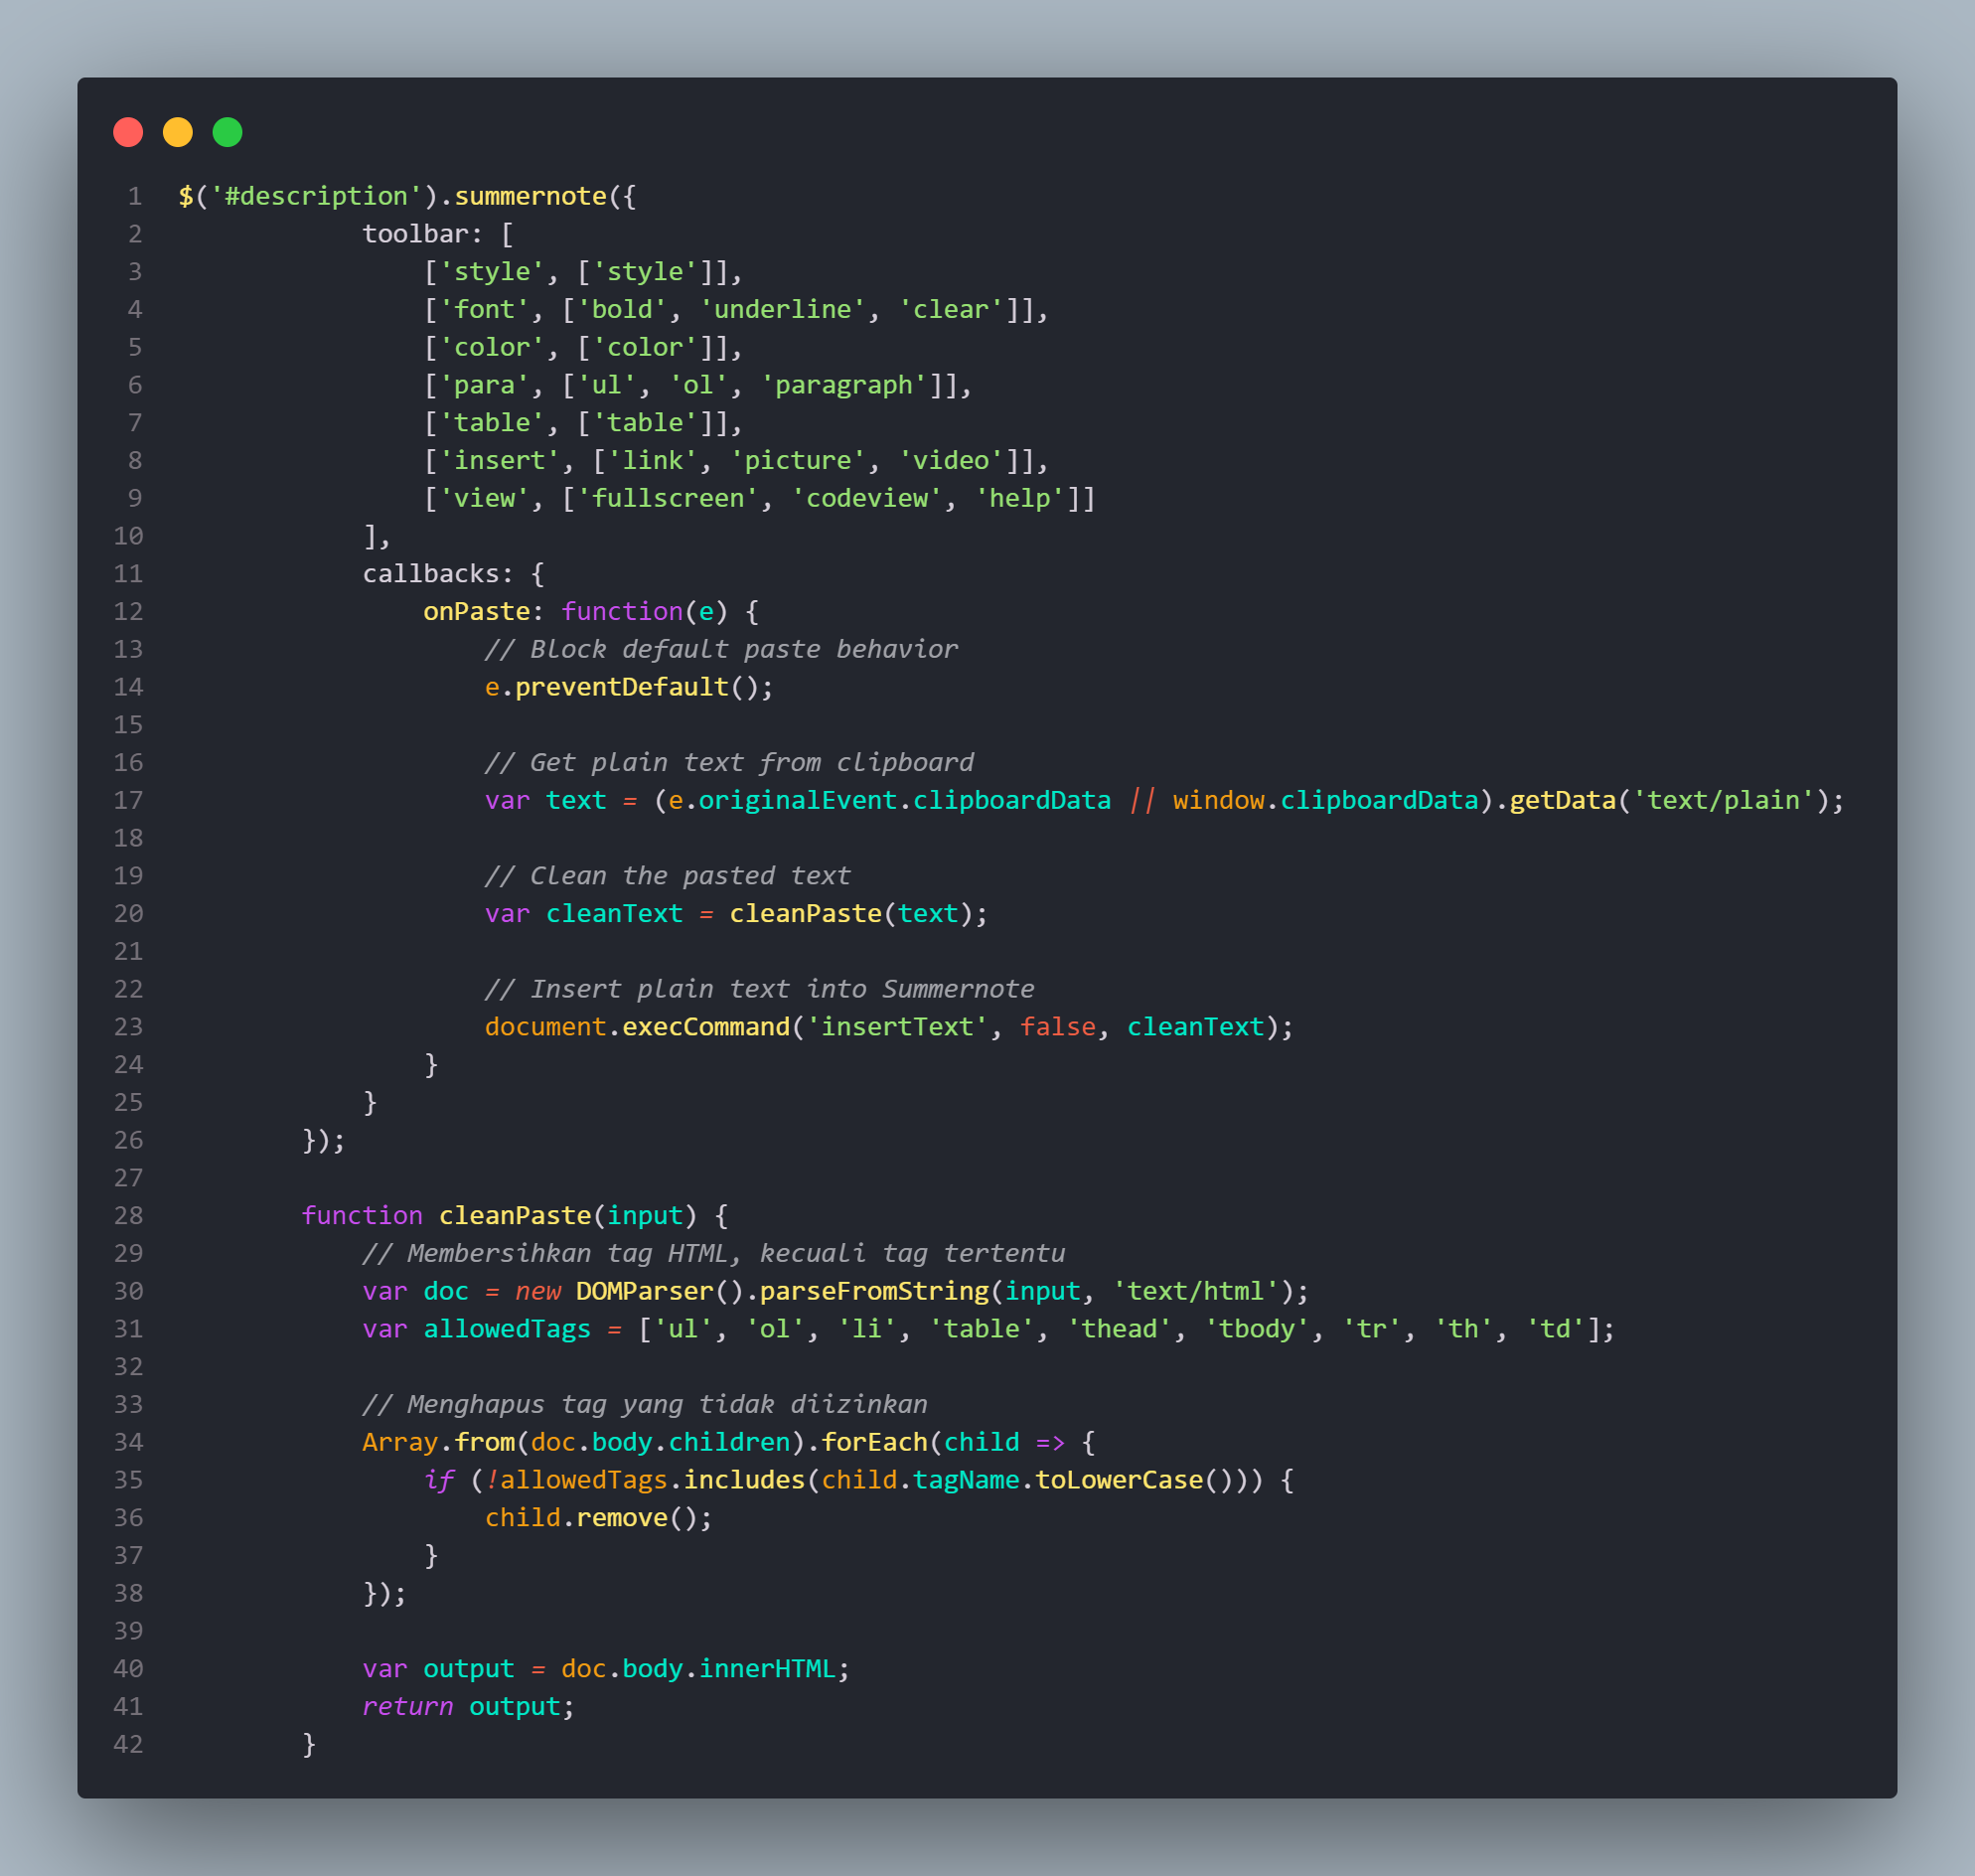 1 $('#description').summernote({
2 toolbar: [
3 ['style', ['style']],
4 ['font', ['bold', 'underline', 'clear']],
5 ['color', ['color']],
6 ['para', ['ul', 'ol', 'paragraph']],
7 ['table', ['table']],
8 ['insert', ['link', 'picture', 'video']],
9 ['view', ['fullscreen', 'codeview', 'help']]
10 ],
11 callbacks: {
12 onPaste: function(e) {
13 // Block default paste behavior
14 e.preventDefault();
15
16 // Get plain text from clipboard
17 var text = (e.originalEvent.clipboardData || window.clipboardData).getData('text/plain');
18
19 // Clean the pasted text
20 var cleanText = cleanPaste(text);
21
22 // Insert plain text into Summernote
23 document.execCommand('insertText', false, cleanText);
24 }
25 }
26 });
27
28 function cleanPaste(input) {
29 // Membersihkan tag HTML, kecuali tag tertentu
30 var doc = new DOMParser().parseFromString(input, 'text/html');
31 var allowedTags = ['ul', 'ol', 'li', 'table', 'thead', 'tbody', 'tr', 'th', 'td'];
32
33 // Menghapus tag yang tidak diizinkan
34 Array.from(doc.body.children).forEach(child => {
35 if (!allowedTags.includes(child.tagName.toLowerCase())) {
36 child.remove();
37 }
38 });
39
40 var output = doc.body.innerHTML;
41 return output;
42 }